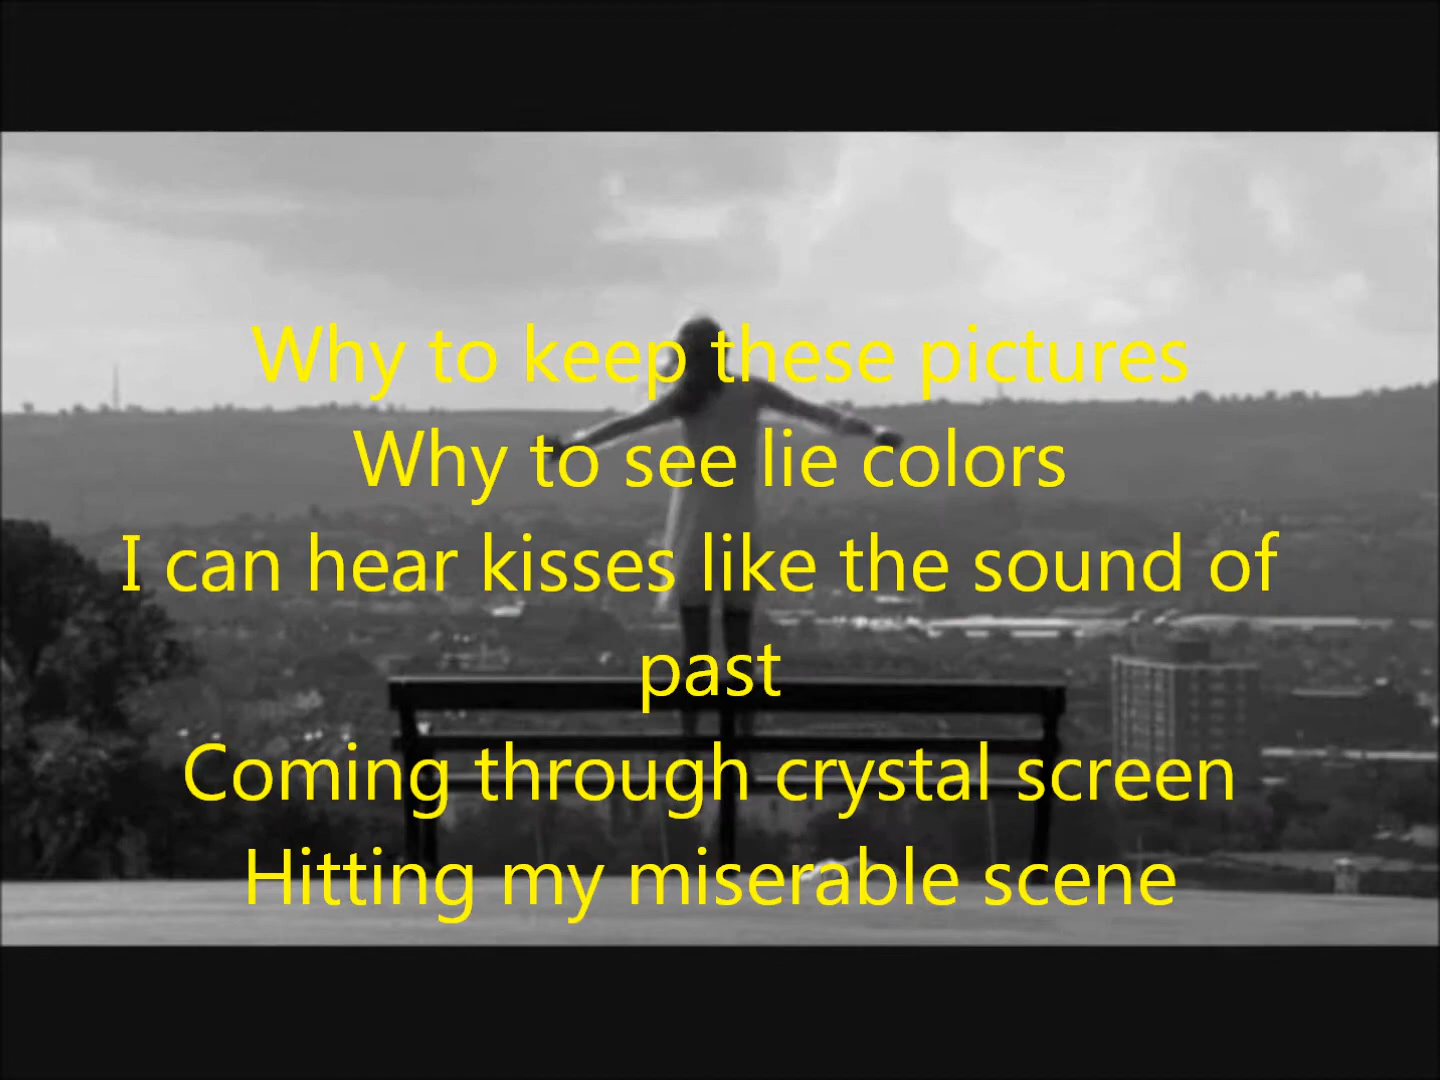 Why to keep these pictures
Why to see lie colors
I can hear kisses like the sound of
past
Coming through crystal screen
Hitting my miserable scene